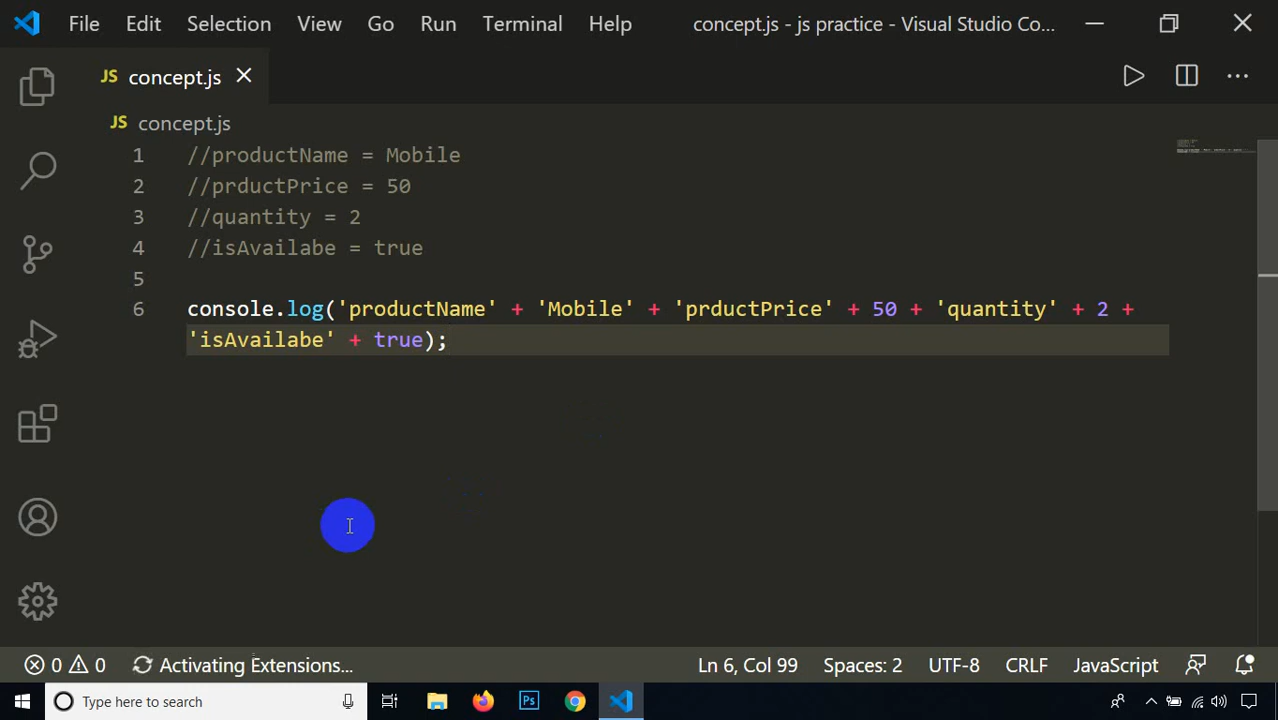 File Edit Selection View Go Run Terminal Help concept.js - js practice - Visual Studio Co...
JS concept.js
JS concept.js
1 //productName = Mobile
2 //prductPrice = 50
3 //quantity = 2
4 //isAvailabe = true
5
6 console.log('productName' + 'Mobile' + 'prductPrice' + 50 + 'quantity' + 2 +
'isAvailabe' + true);
0 0 Activating Extensions... Ln 6, Col 99 Spaces: 2 UTF-8 CRLF JavaScript
Type here to search Ps